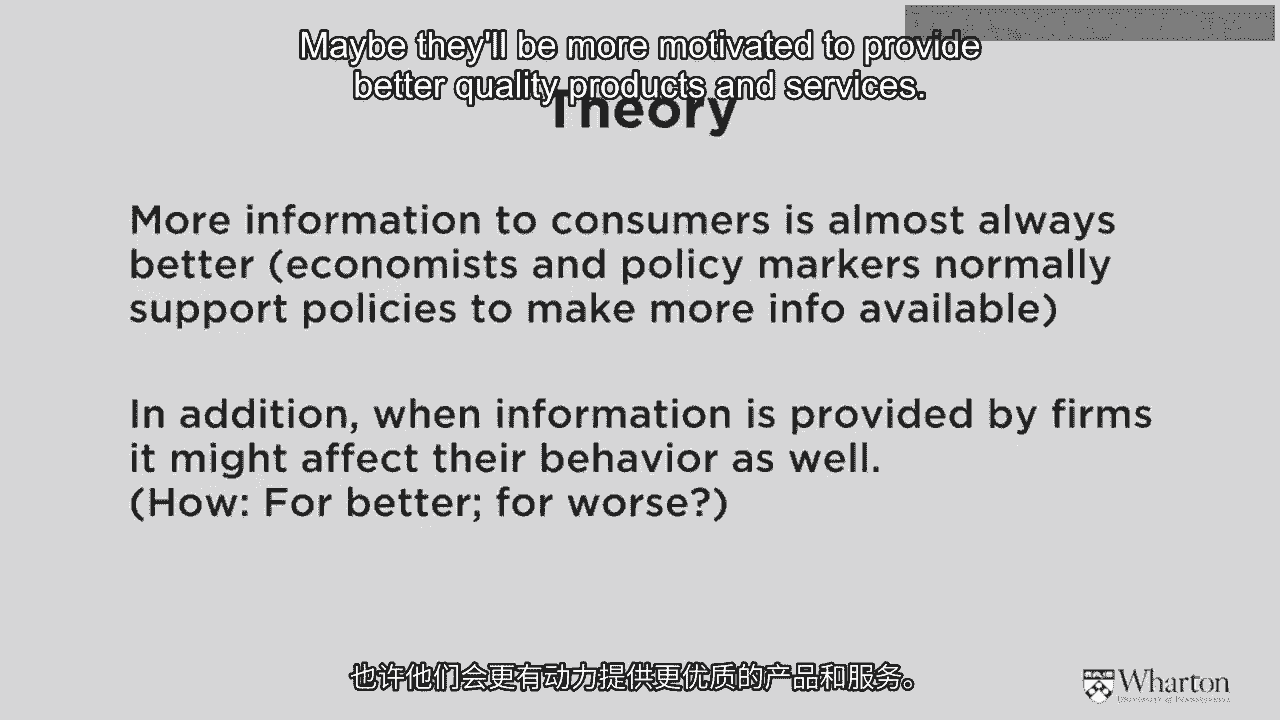 Maybe they'll be more motivated to provide
better quality products and services.
Theory
More information to consumers is almost always
better (economists and policy markers normally
support policies to make more info available)
In addition, when information is provided by firms
it might affect their behavior as well.
(How: For better; for worse?)
也许他们会更有动力提供更优质的产品和服务。
Wharton
University of Pennsylvania